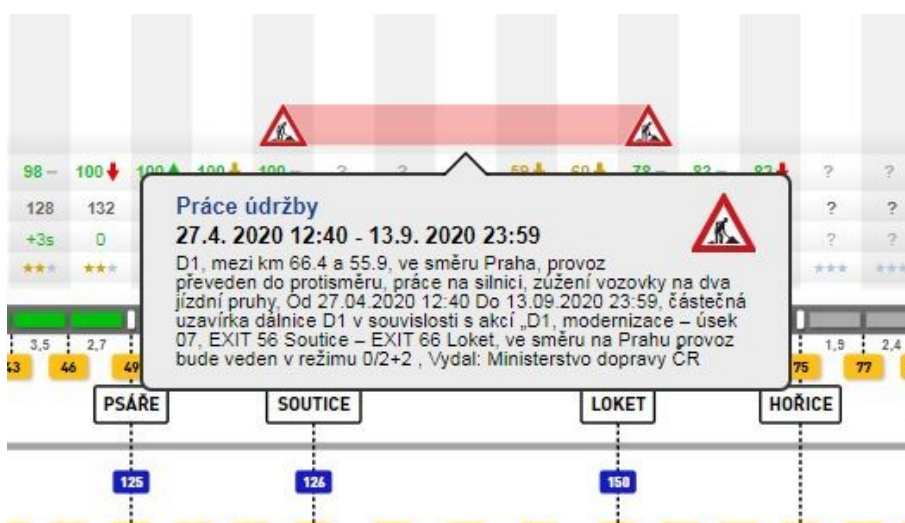 98 – 100 100 100 100 – ? ? 59 60 78 – 82 – 82 ? ?
128 132 ? ?
+3s 0 ? ?
Práce údržby
27.4. 2020 12:40 - 13.9. 2020 23:59
D1, mezi km 66.4 a 55.9, ve směru Praha, provoz
převeden do protisměru, práce na silnici, zúžení vozovky na dva
jízdní pruhy, Od 27.04.2020 12:40 Do 13.09.2020 23:59, částečná
uzavírka dálnice D1 v souvislosti s akcí „D1, modernizace – úsek
07, EXIT 56 Soutice – EXIT 66 Loket, ve směru na Prahu provoz
bude veden v režimu 0/2+2 , Vydal: Ministerstvo dopravy ČR
3,5 2,7 1,9 2,4
46 49 75 77
PSÁŘE SOUTICE LOKET HOŘICE
125 126 150